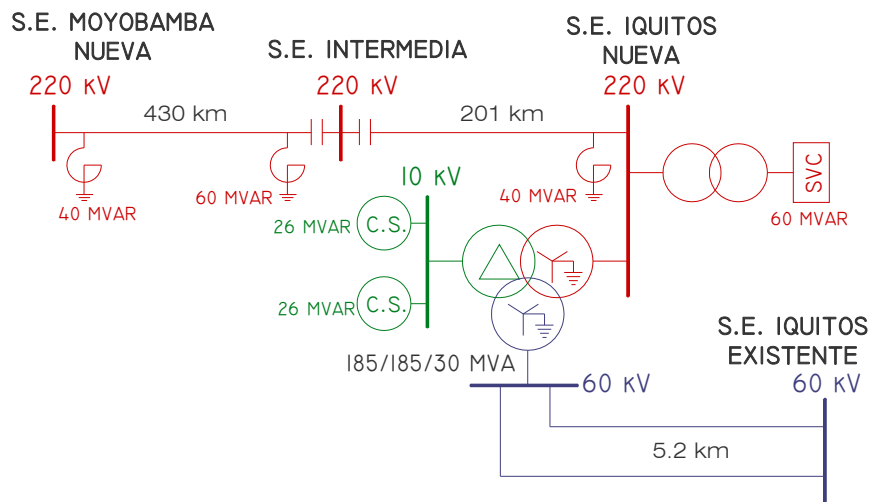 S.E. MOYOBAMBA
NUEVA
220 KV
S.E. INTERMEDIA
220 KV
S.E. IQUITOS
NUEVA
220 KV
430 km
201 km
40 MVAR
60 MVAR
40 MVAR
SVC
60 MVAR
10 KV
26 MVAR
C.S.
26 MVAR
C.S.
185/185/30 MVA
60 KV
S.E. IQUITOS
EXISTENTE
60 KV
5.2 km